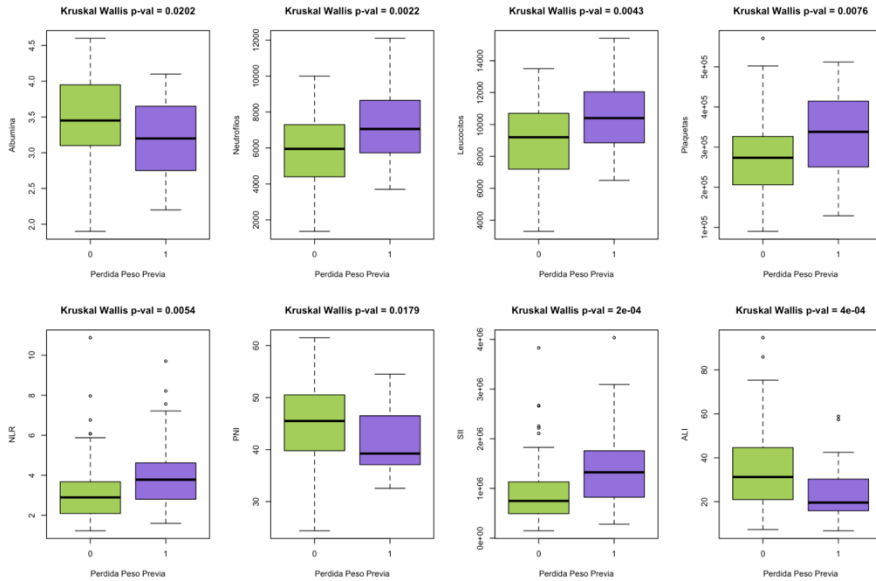 Kruskal Wallis p-val = 0.0202
Albumina
4.5
4.0
3.5
3.0
2.5
2.0
0 1
Perdida Peso Previa
Kruskal Wallis p-val = 0.0022
Neutrofilos
12000
10000
8000
6000
4000
2000
0 1
Perdida Peso Previa
Kruskal Wallis p-val = 0.0043
Leucocitos
14000
12000
10000
8000
6000
4000
0 1
Perdida Peso Previa
Kruskal Wallis p-val = 0.0076
Plaquetas
5e+05
4e+05
3e+05
2e+05
1e+05
0 1
Perdida Peso Previa
Kruskal Wallis p-val = 0.0054
NLR
10
8
6
4
2
0 1
Perdida Peso Previa
Kruskal Wallis p-val = 0.0179
PNI
60
50
40
30
0 1
Perdida Peso Previa
Kruskal Wallis p-val = 2e-04
SII
4e+06
3e+06
2e+06
1e+06
0e+00
0 1
Perdida Peso Previa
Kruskal Wallis p-val = 4e-04
ALI
80
60
40
20
0 1
Perdida Peso Previa